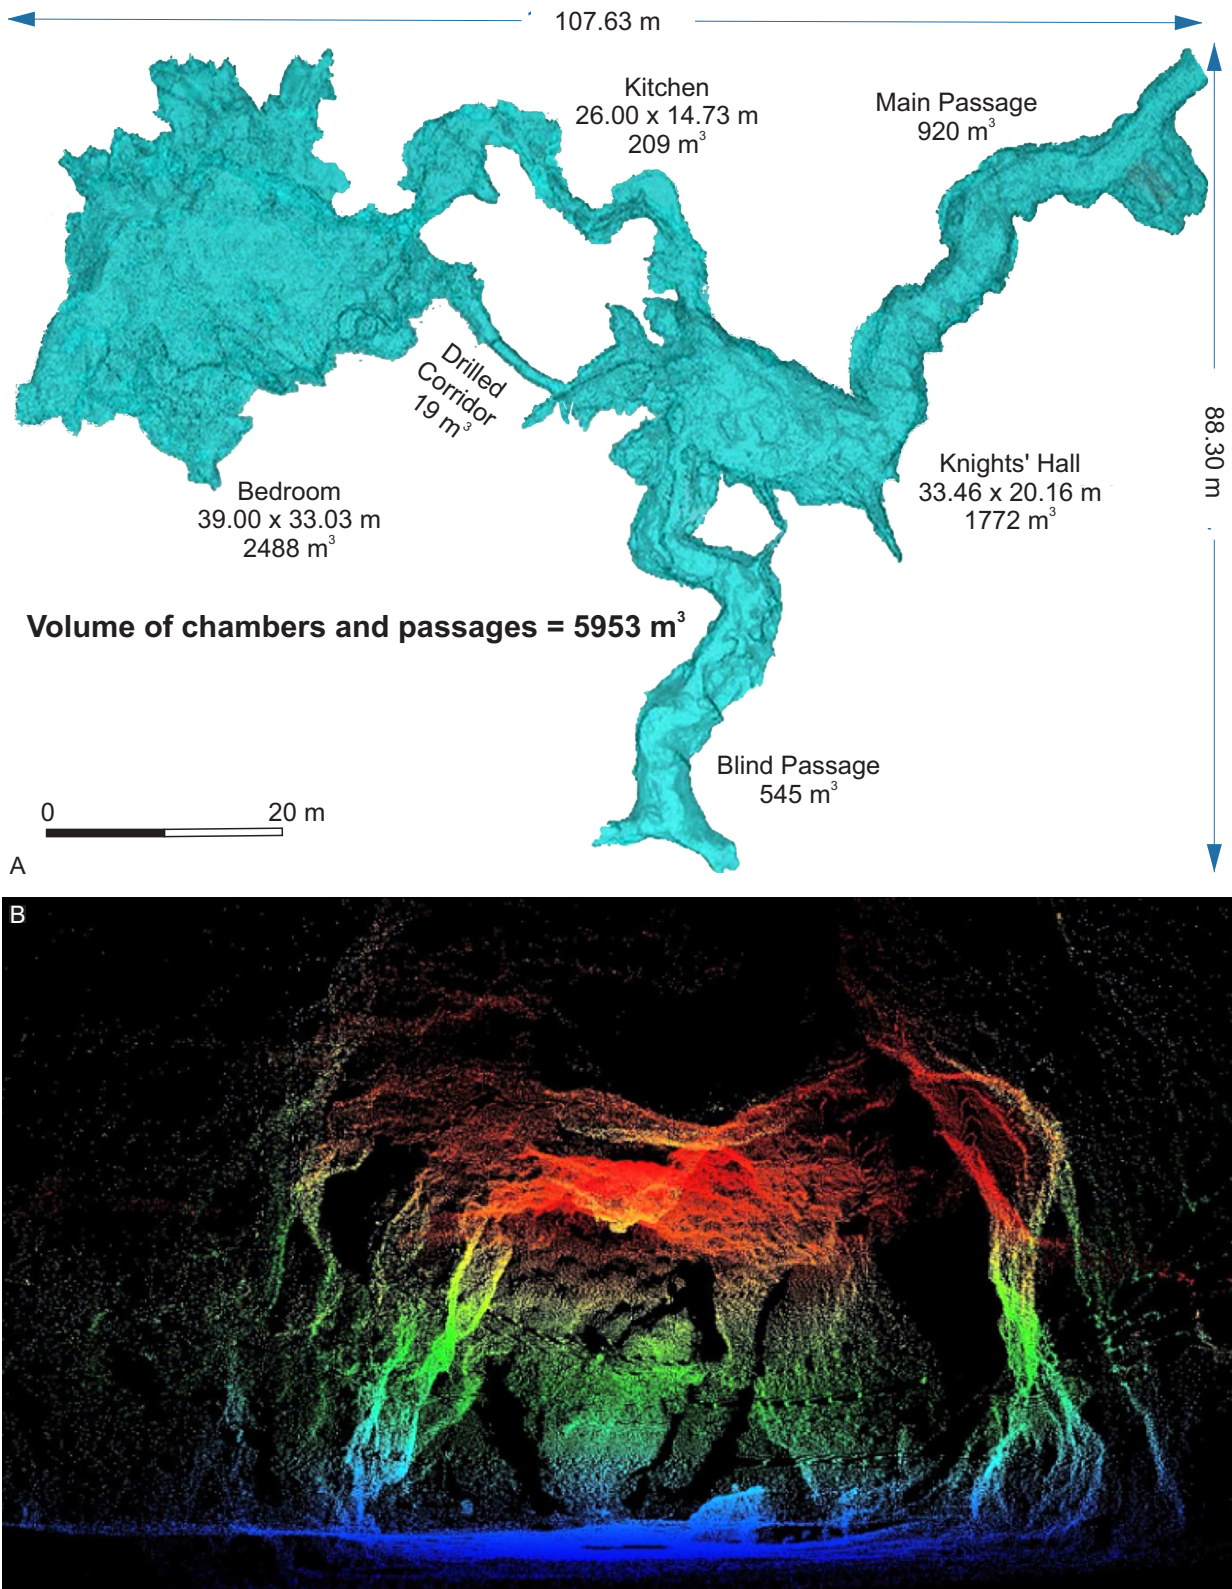 107.63 m
Kitchen
26.00 x 14.73 m
209 m³
Main Passage
920 m³
Drilled
Corridor
19 m³
88.30 m
Knights' Hall
33.46 x 20.16 m
1772 m³
Bedroom
39.00 x 33.03 m
2488 m³
Volume of chambers and passages = 5953 m³
Blind Passage
545 m³
0 20 m
A
B